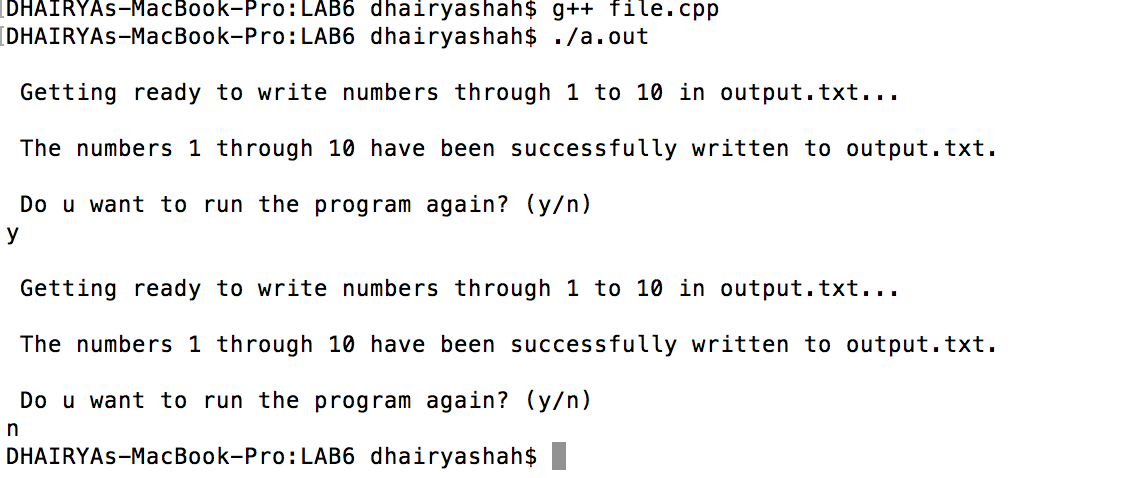 [DHAIRYAs-MacBook-Pro:LAB6 dhairyashah$ g++ file.cpp
[DHAIRYAs-MacBook-Pro:LAB6 dhairyashah$ ./a.out
Getting ready to write numbers through 1 to 10 in output.txt...
The numbers 1 through 10 have been successfully written to output.txt.
Do u want to run the program again? (y/n)
y
Getting ready to write numbers through 1 to 10 in output.txt...
The numbers 1 through 10 have been successfully written to output.txt.
Do u want to run the program again? (y/n)
n
DHAIRYAs-MacBook-Pro:LAB6 dhairyashah$